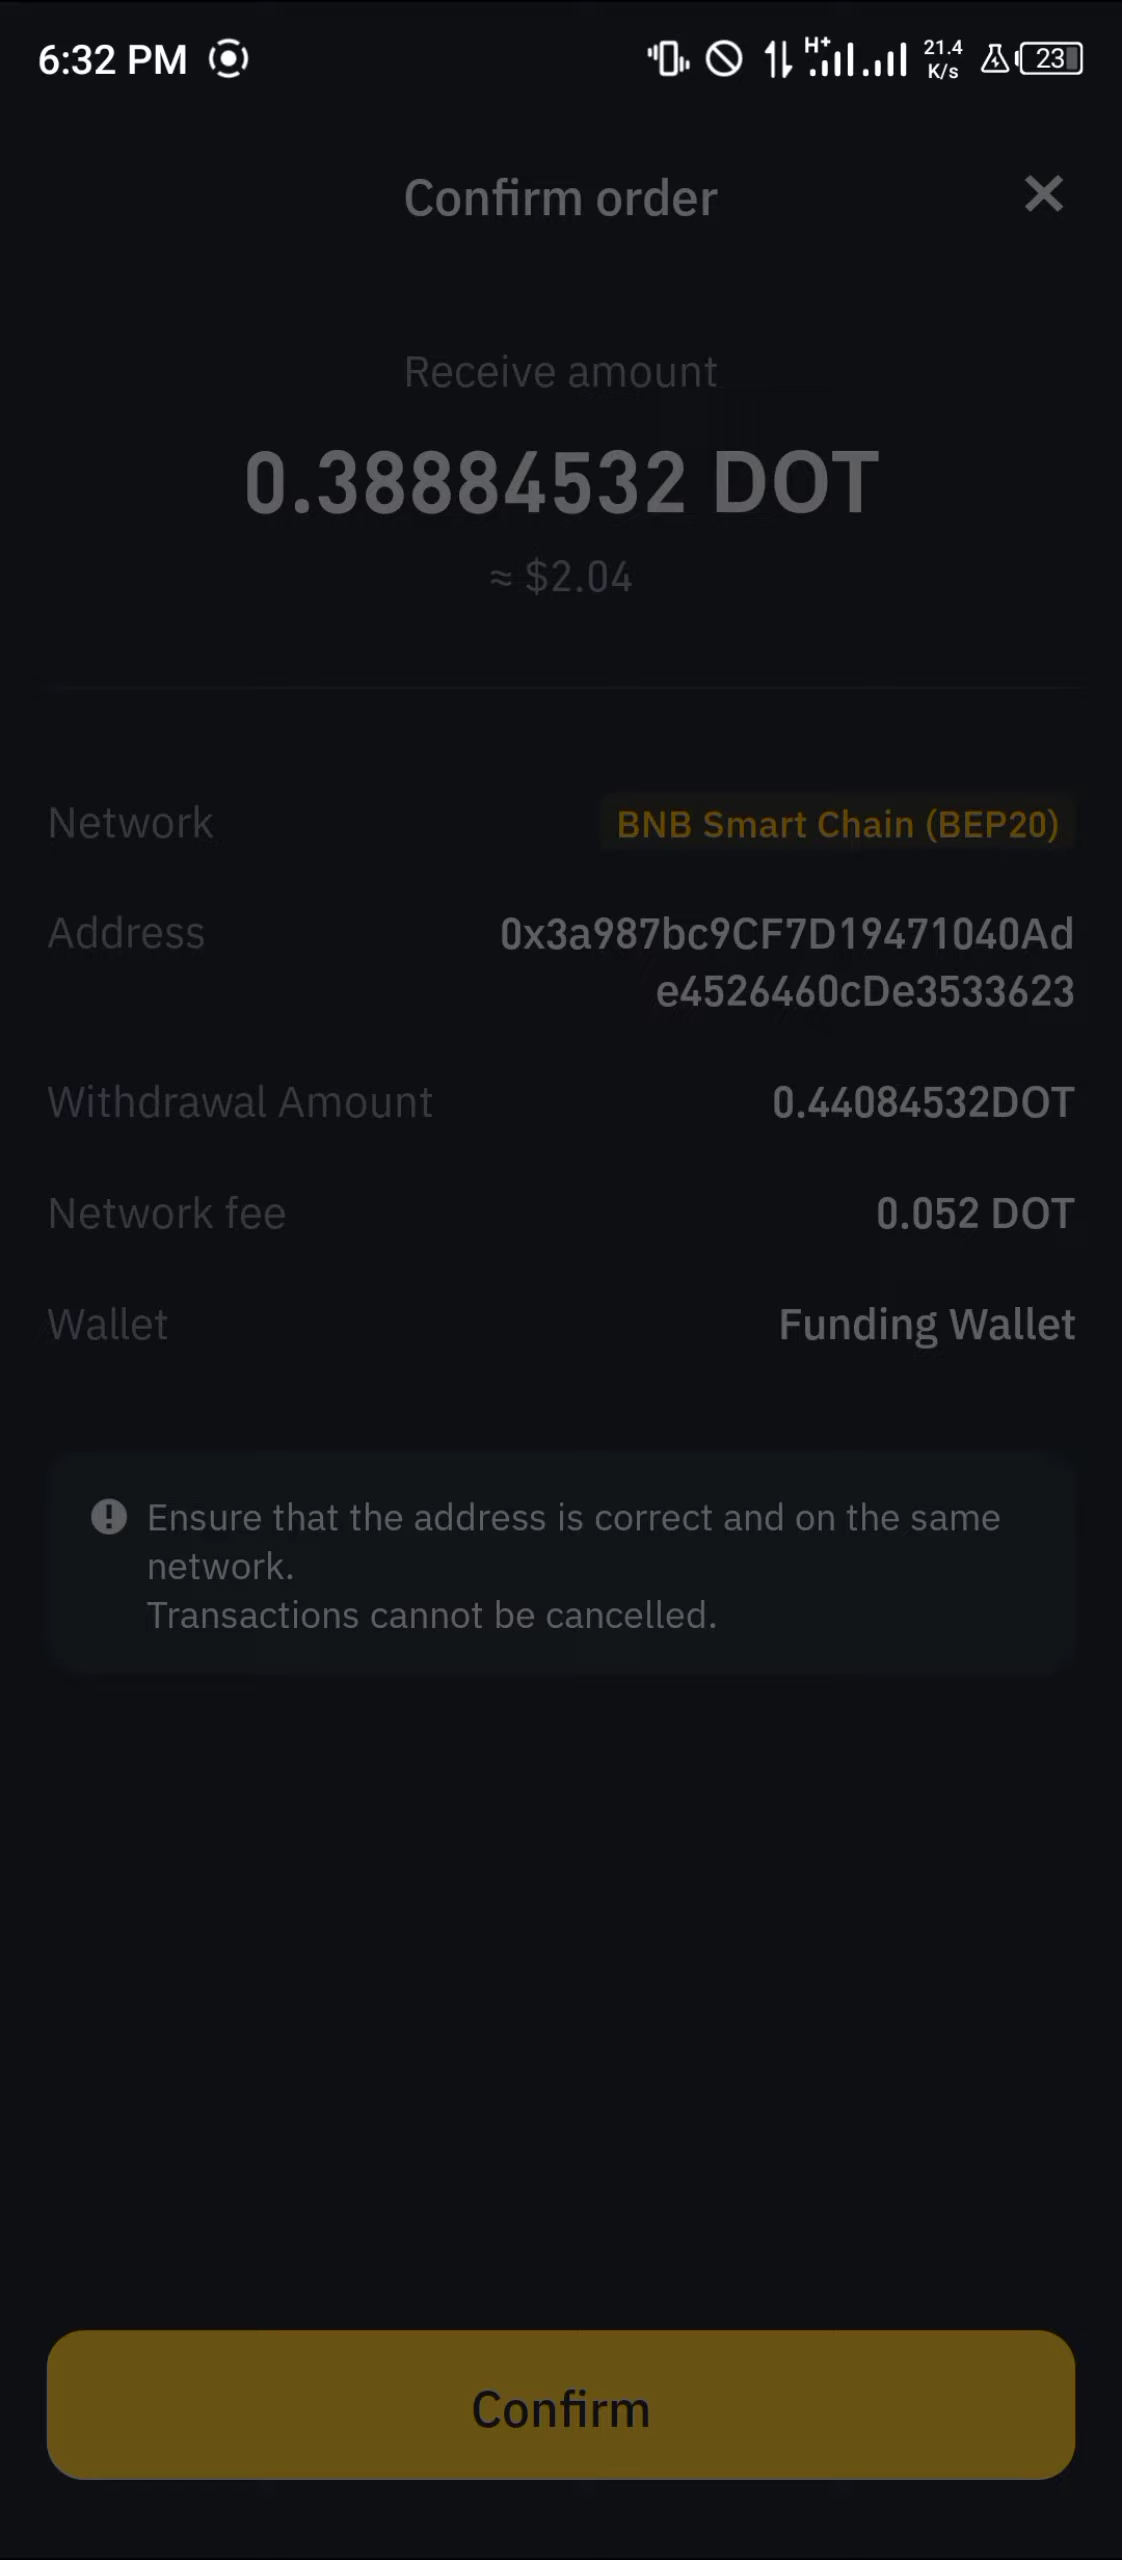 6:32 PM H+ 21.4 K/s 23
Confirm order
Receive amount
0.38884532 DOT
≈ $2.04
Network BNB Smart Chain (BEP20)
Address 0x3a987bc9CF7D19471040Ad
e4526460cDe3533623
Withdrawal Amount 0.44084532DOT
Network fee 0.052 DOT
Wallet Funding Wallet
Ensure that the address is correct and on the same
network.
Transactions cannot be cancelled.
Confirm